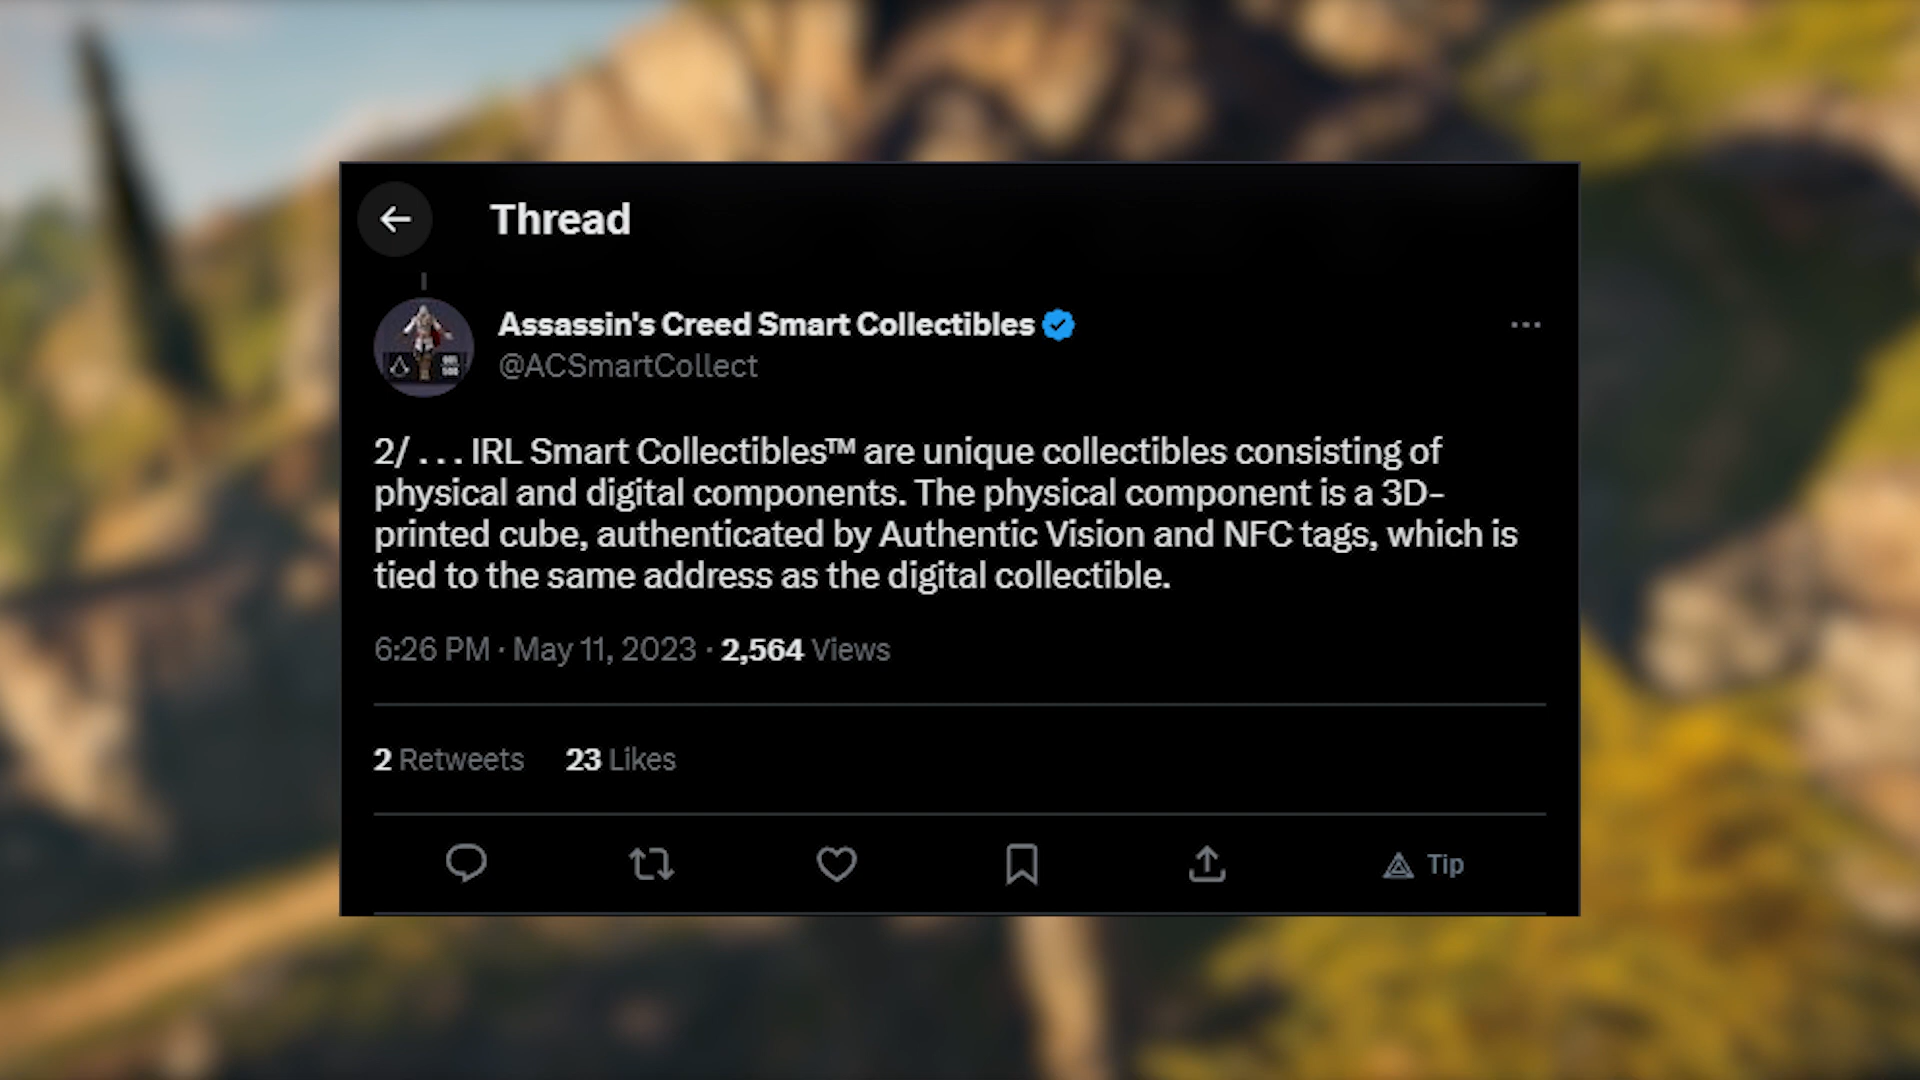 Thread
Assassin's Creed Smart Collectibles
@ACSmartCollect
2/ . . . IRL Smart Collectibles™ are unique collectibles consisting of
physical and digital components. The physical component is a 3D-
printed cube, authenticated by Authentic Vision and NFC tags, which is
tied to the same address as the digital collectible.
6:26 PM · May 11, 2023 · 2,564 Views
2 Retweets 23 Likes
Tip